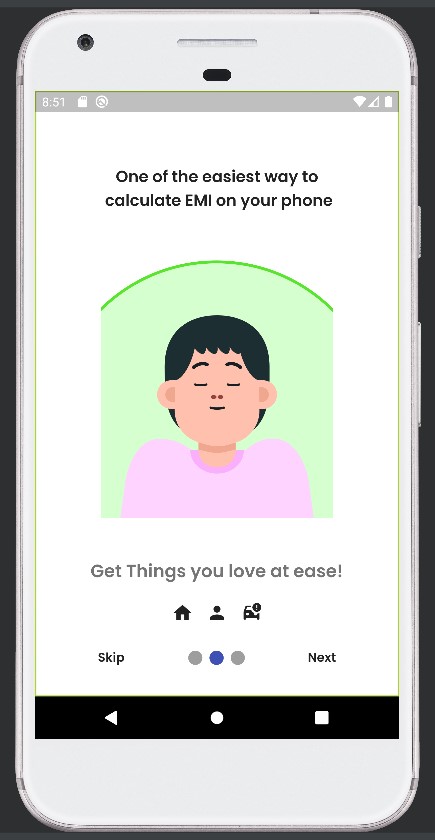 8:51
One of the easiest way to
calculate EMI on your phone
Get Things you love at ease!
Skip
Next